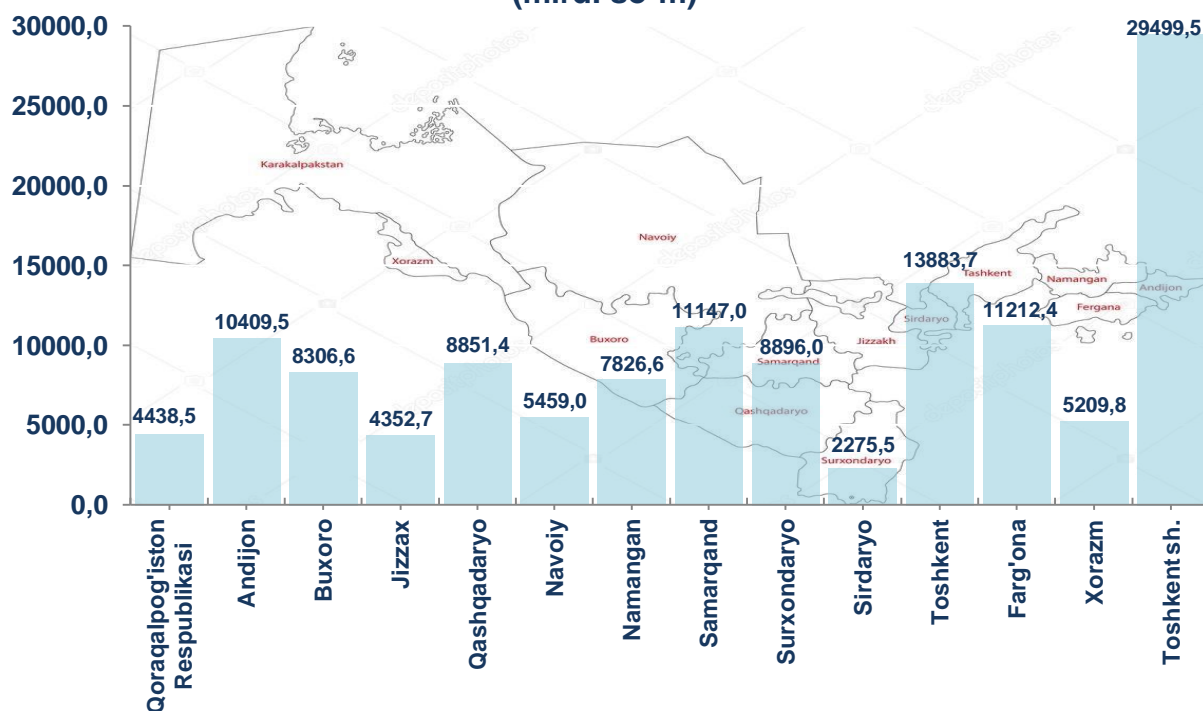 (mlrd. so'm)
30000,0
25000,0
20000,0
15000,0
10000,0
5000,0
0,0
4438,5
10409,5
8306,6
4352,7
8851,4
5459,0
7826,6
11147,0
8896,0
2275,5
13883,7
11212,4
5209,8
29499,5
Karakalpakstan
Xorazm
Navoiy
Buxoro
Samarqand
Qashqadaryo
Surxondaryo
Jizzakh
Sirdaryo
Tashkent
Namangan
Fergana
Andijon
Qoraqalpog'iston
Respublikasi
Andijon
Buxoro
Jizzax
Qashqadaryo
Navoiy
Namangan
Samarqand
Surxondaryo
Sirdaryo
Toshkent
Farg'ona
Xorazm
Toshkent sh.